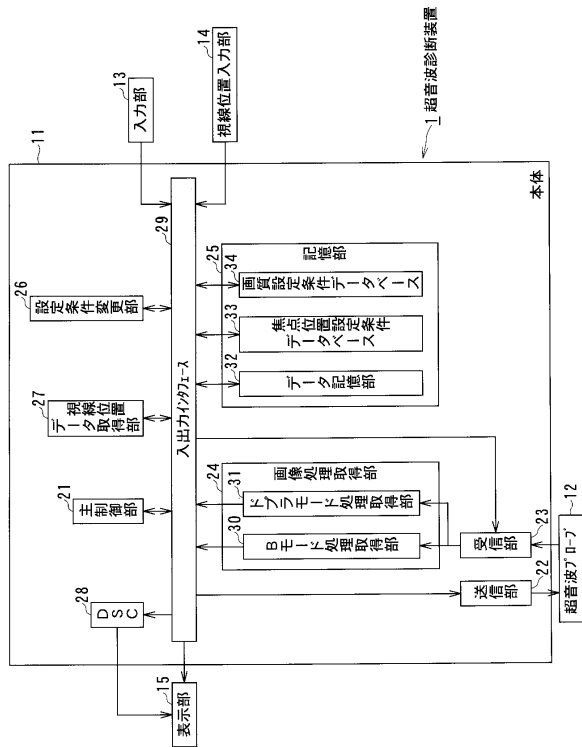 1 超音波診断装置
11
本体
13
入力部
14
視線位置入力部
29
入出力インタフェース
26
設定条件変更部
27
視線位置
データ取得部
21
主制御部
28
DSC
15
表示部
25
記憶部
34
画質設定条件データベース
33
焦点位置設定条件
データベース
32
データ記憶部
24
画像処理取得部
31
ドプラモード処理取得部
30
Bモード処理取得部
23
受信部
22
送信部
12
超音波プローブ